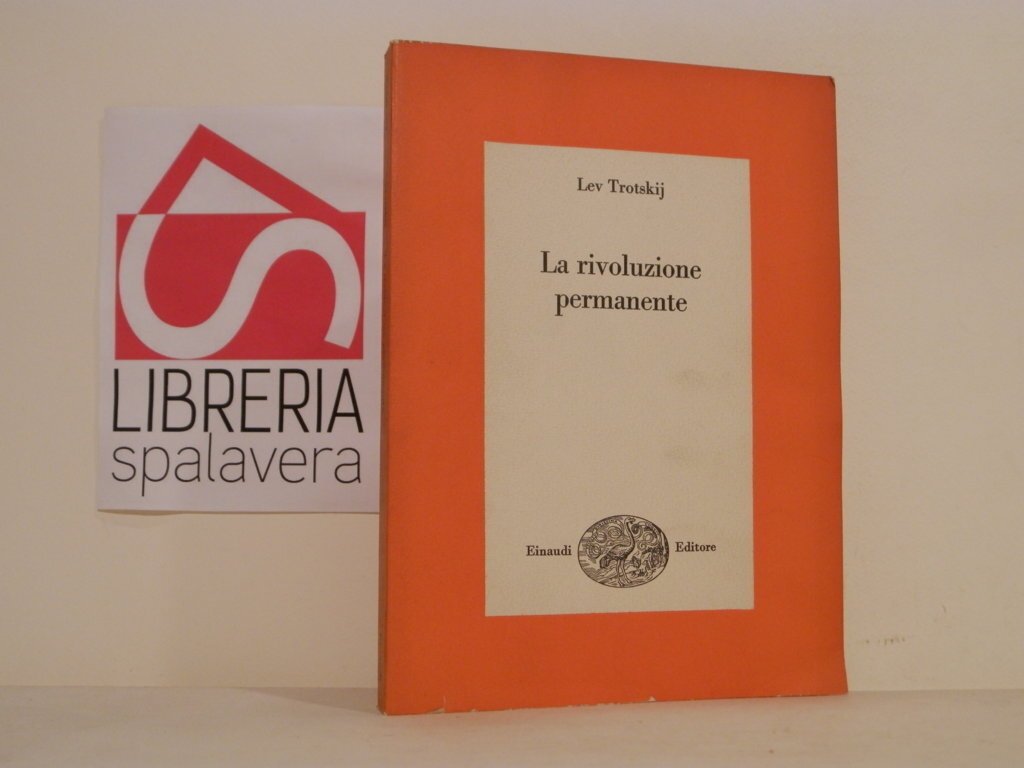 LIBRERIA
spalavera
Lev Trotskij
La rivoluzione
permanente
Einaudi Editore